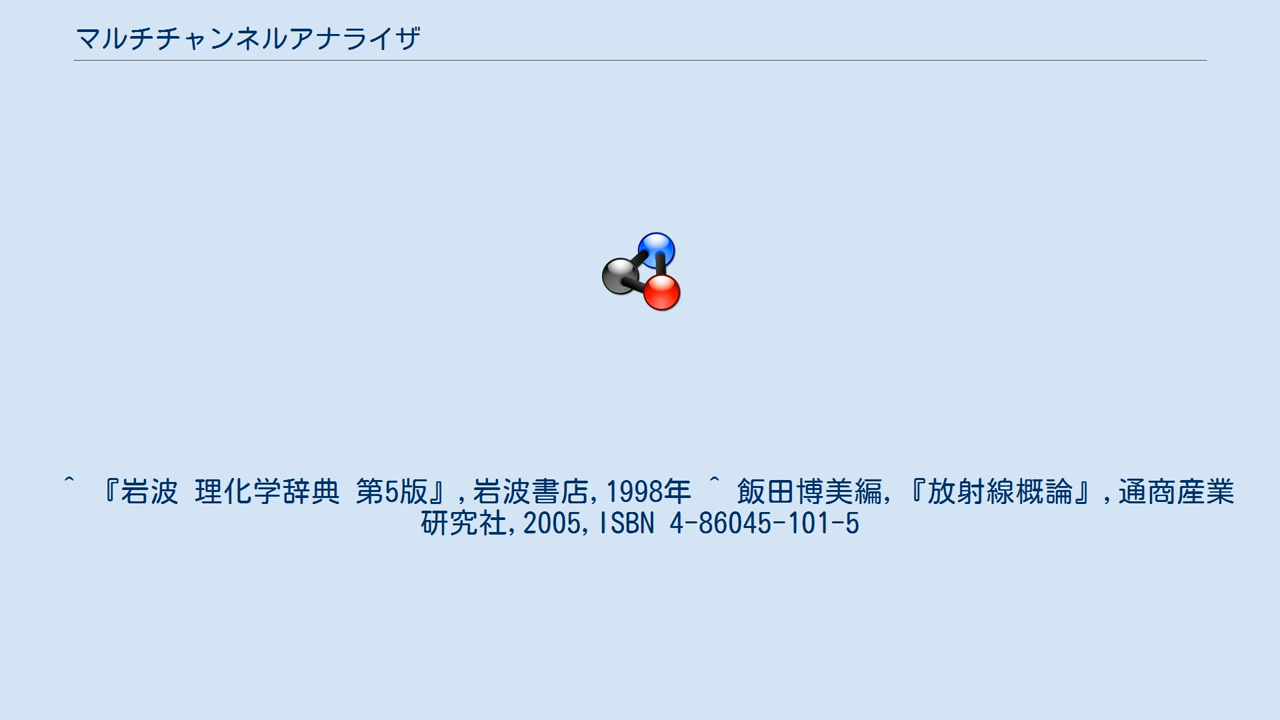 マルチチャンネルアナライザ
^ 『岩波 理化学辞典 第5版』,岩波書店,1998年 ^ 飯田博美編,『放射線概論』,通商産業
研究社,2005,ISBN 4-86045-101-5